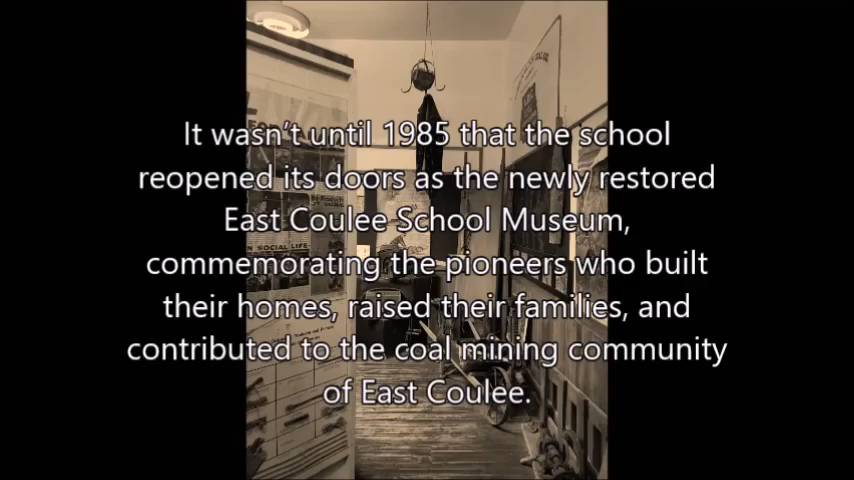 It wasn’t until 1985 that the school
reopened its doors as the newly restored
East Coulee School Museum,
commemorating the pioneers who built
their homes, raised their families, and
contributed to the coal mining community
of East Coulee.
N SOCIAL LIFE